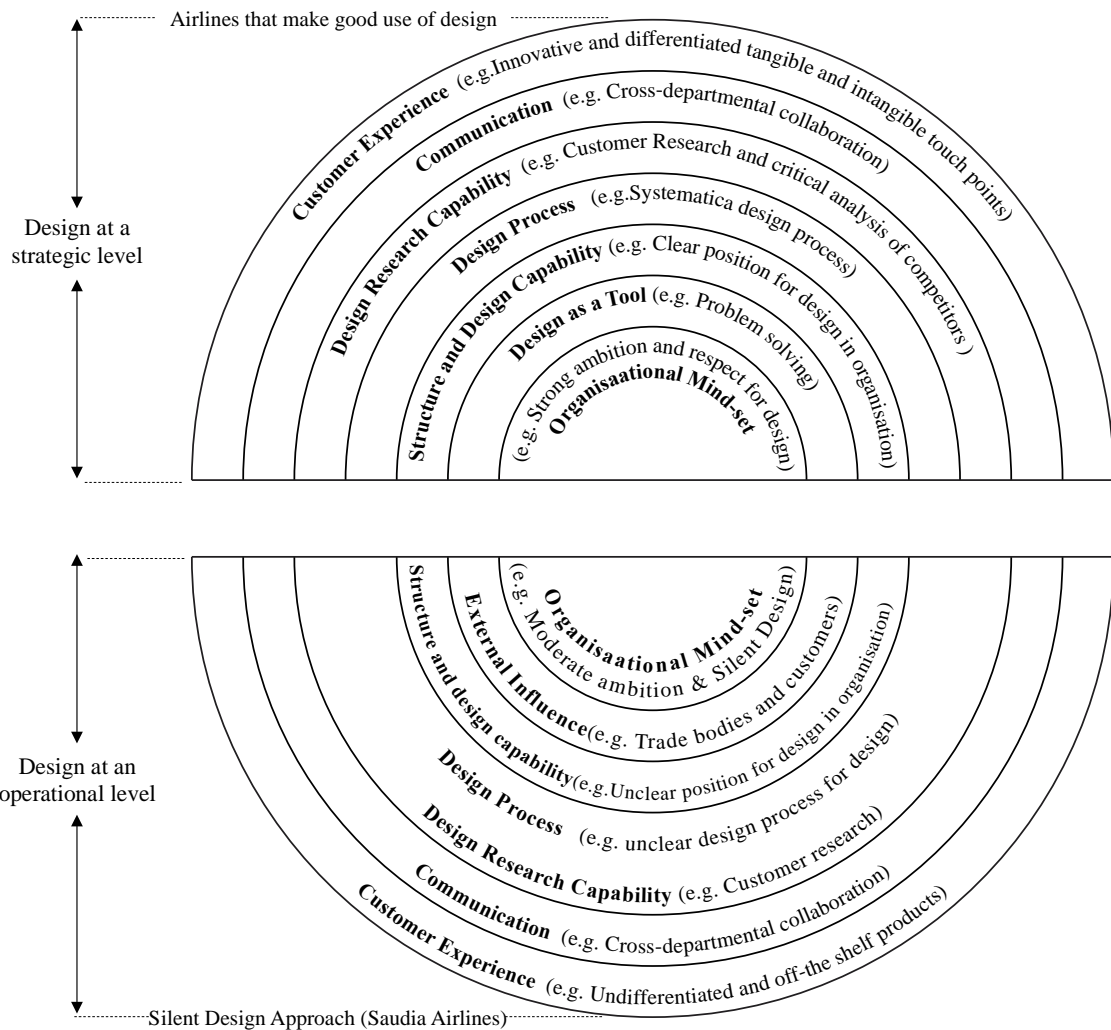 Airlines that make good use of design
Customer Experience (e.g.Innovative and differentiated tangible and intangible touch points)
Communication (e.g. Cross-departmental collaboration)
Design Research Capability (e.g. Customer Research and critical analysis of competitors )
Design Process (e.g.Systematica design process)
Structure and Design Capability (e.g. Clear position for design in organisation)
Design as a Tool (e.g. Problem solving)
(e.g. Strong ambition and respect for design)
Organisaational Mind-set
Design at a
strategic level
Organisaational Mind-set
(e.g. Moderate ambition & Silent Design)
External Influence(e.g. Trade bodies and customers)
Structure and design capability(e.g.Unclear position for design in organisation)
Design Process (e.g. unclear design process for design)
Design Research Capability (e.g. Customer research)
Communication (e.g. Cross-departmental collaboration)
Customer Experience (e.g. Undifferentiated and off-the shelf products)
Design at an
operational level
Silent Design Approach (Saudia Airlines)